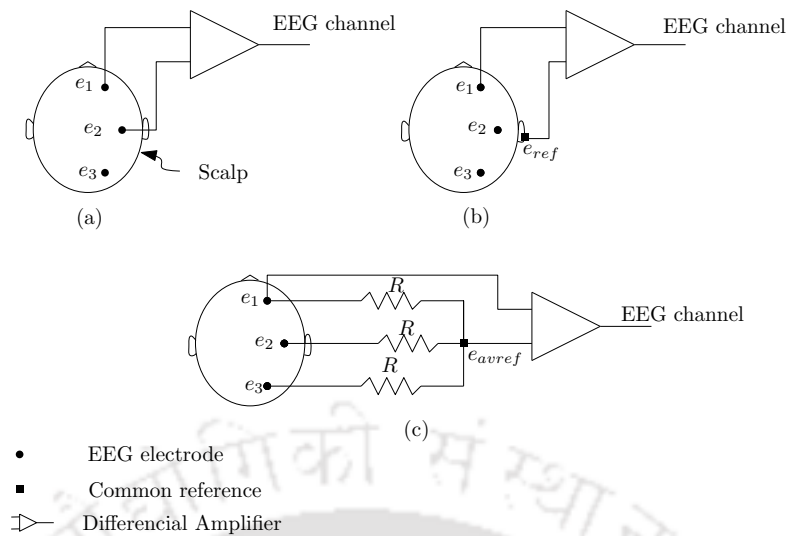 EEG channel
EEG channel
e1
e1
e2
e2
eref
e3
e3
Scalp
(a)
(b)
R
e1
EEG channel
R
e2
eavref
R
e3
(c)
EEG electrode
Common reference
Differencial Amplifier